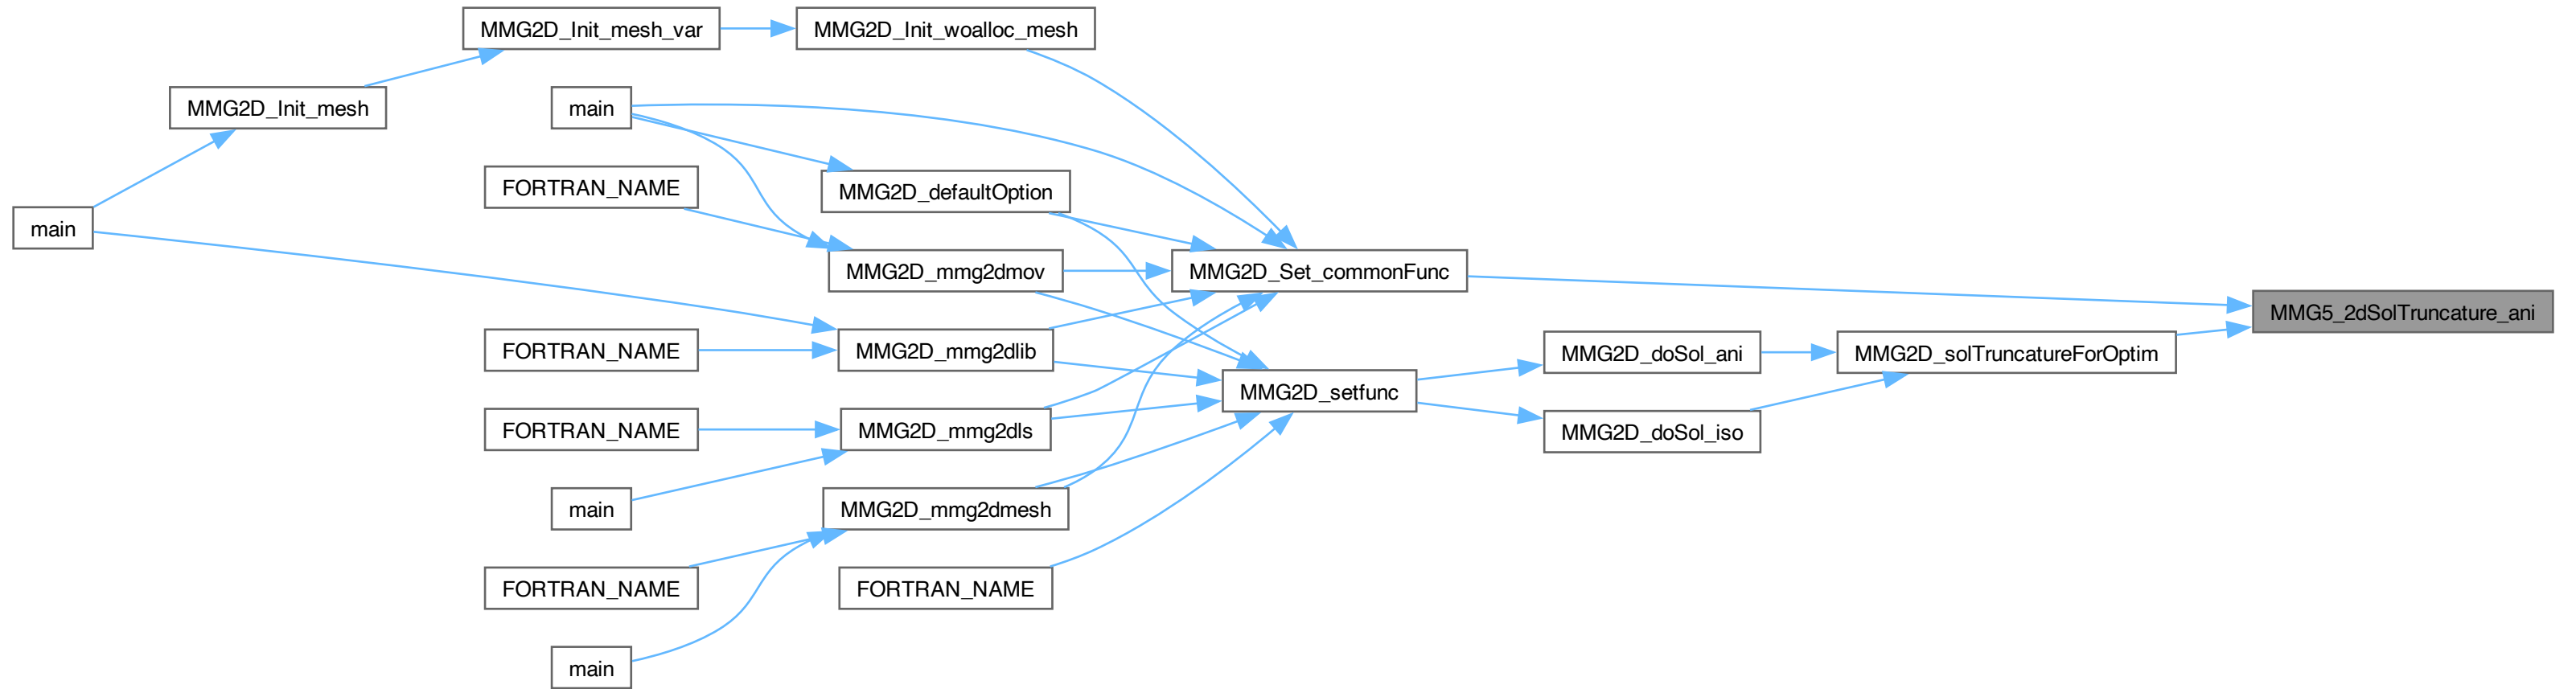 MMG2D_Init_mesh_var
MMG2D_Init_woalloc_mesh
MMG2D_Init_mesh
main
MMG2D_defaultOption
FORTRAN_NAME
main
MMG2D_mmg2dmov
MMG2D_Set_commonFunc
MMG5_2dSolTruncature_ani
FORTRAN_NAME
MMG2D_mmg2dlib
MMG2D_doSol_ani
MMG2D_solTruncatureForOptim
MMG2D_setfunc
FORTRAN_NAME
MMG2D_mmg2dls
MMG2D_doSol_iso
main
MMG2D_mmg2dmesh
FORTRAN_NAME
FORTRAN_NAME
main